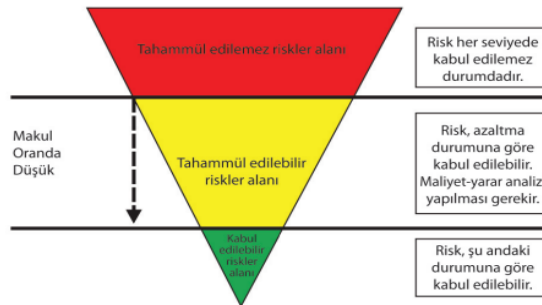 Tahammül edilemez riskler alanı
Risk her seviyede
kabul edilemez
durumdadır.
Makul
Oranda
Düşük
Tahammül edilebilir
riskler alanı
Risk, azaltma
durumuna göre
kabul edilebilir.
Maliyet-yarar analiz
yapılması gerekir.
Kabul
edilebilir
riskler
alanı
Risk, şu andaki
durumuna göre
kabul edilebilir.